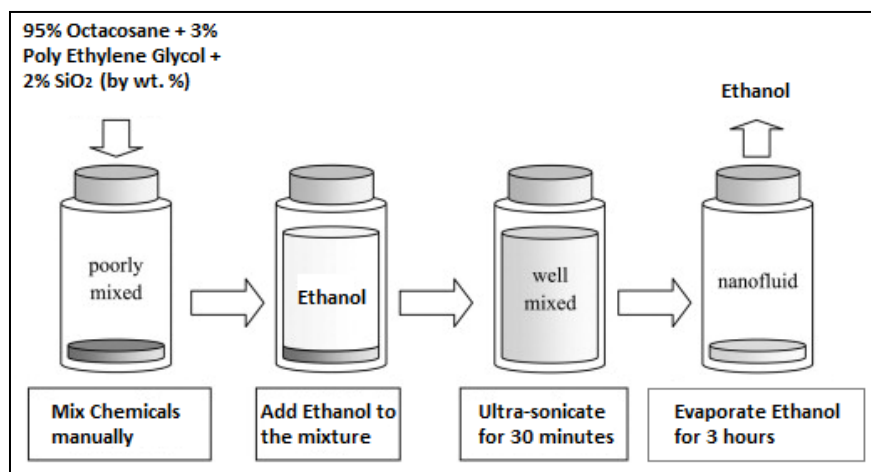 95% Octacosane + 3%
Poly Ethylene Glycol +
2% SiO₂ (by wt. %)
Ethanol
poorly
mixed
Ethanol
well
mixed
nanofluid
Mix Chemicals
manually
Add Ethanol to
the mixture
Ultra-sonicate
for 30 minutes
Evaporate Ethanol
for 3 hours